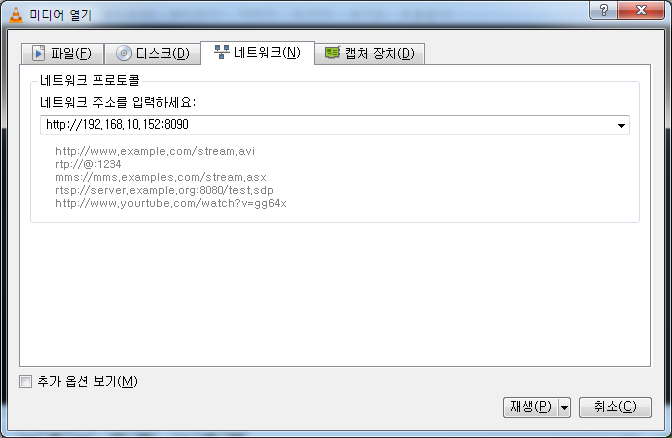 미디어 열기
파일(F)
디스크(D)
네트워크(N)
캡처 장치(D)
네트워크 프로토콜
네트워크 주소를 입력하세요:
http://192.168.10.152:8090
http://www.example.com/stream.avi
rtp://@:1234
mms://mms.examples.com/stream.asx
rtsp://server.example.org:8080/test.sdp
http://www.yourtube.com/watch?v=gg64x
추가 옵션 보기(M)
재생(P)
취소(C)